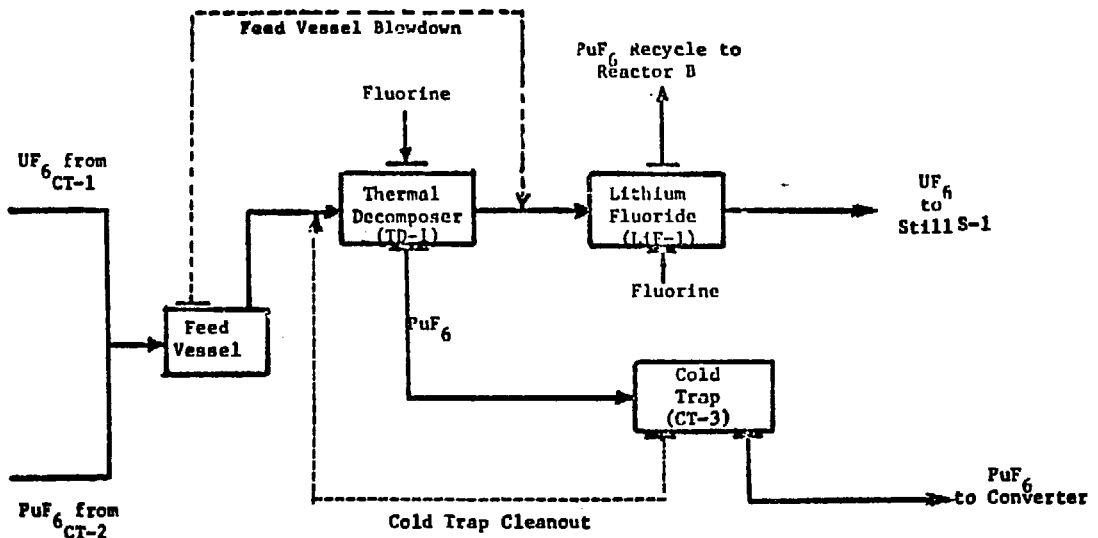 Feed Vessel Blowdown
PuF6 Recycle to
Reactor B
A
Fluorine
UF6 from
CT-1
Thermal
Decomposer
(TD-1)
Lithium
Fluoride
(LiF-1)
UF6
to
Still S-1
Fluorine
Feed
Vessel
PuF6
Cold
Trap
(CT-3)
PuF6
to Converter
PuF6 from
CT-2
Cold Trap Cleanout